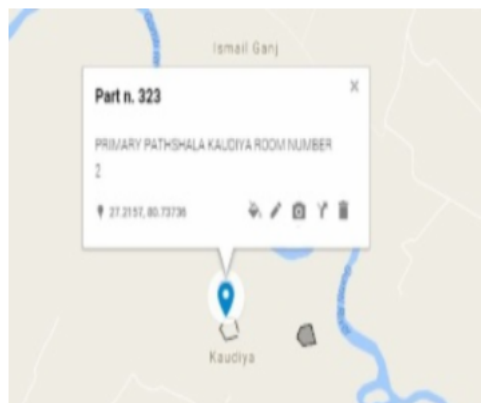 Ismail Ganj
Part n. 323
PRIMARY PATHSHALA KAUDIYA ROOM NUMBER
2
27.2157, 80.73736
Kaudiya